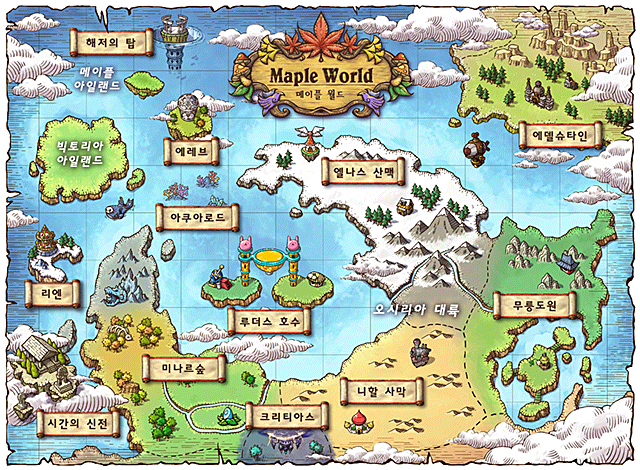 해저의 탑
메이플
아일랜드
Maple World
메이플 월드
에델슈타인
빅토리아
아일랜드
에레브
엘나스 산맥
아쿠아로드
리엔
루더스 호수
오시리아 대륙
무릉도원
미나르숲
니할 사막
시간의 신전
크리티아스